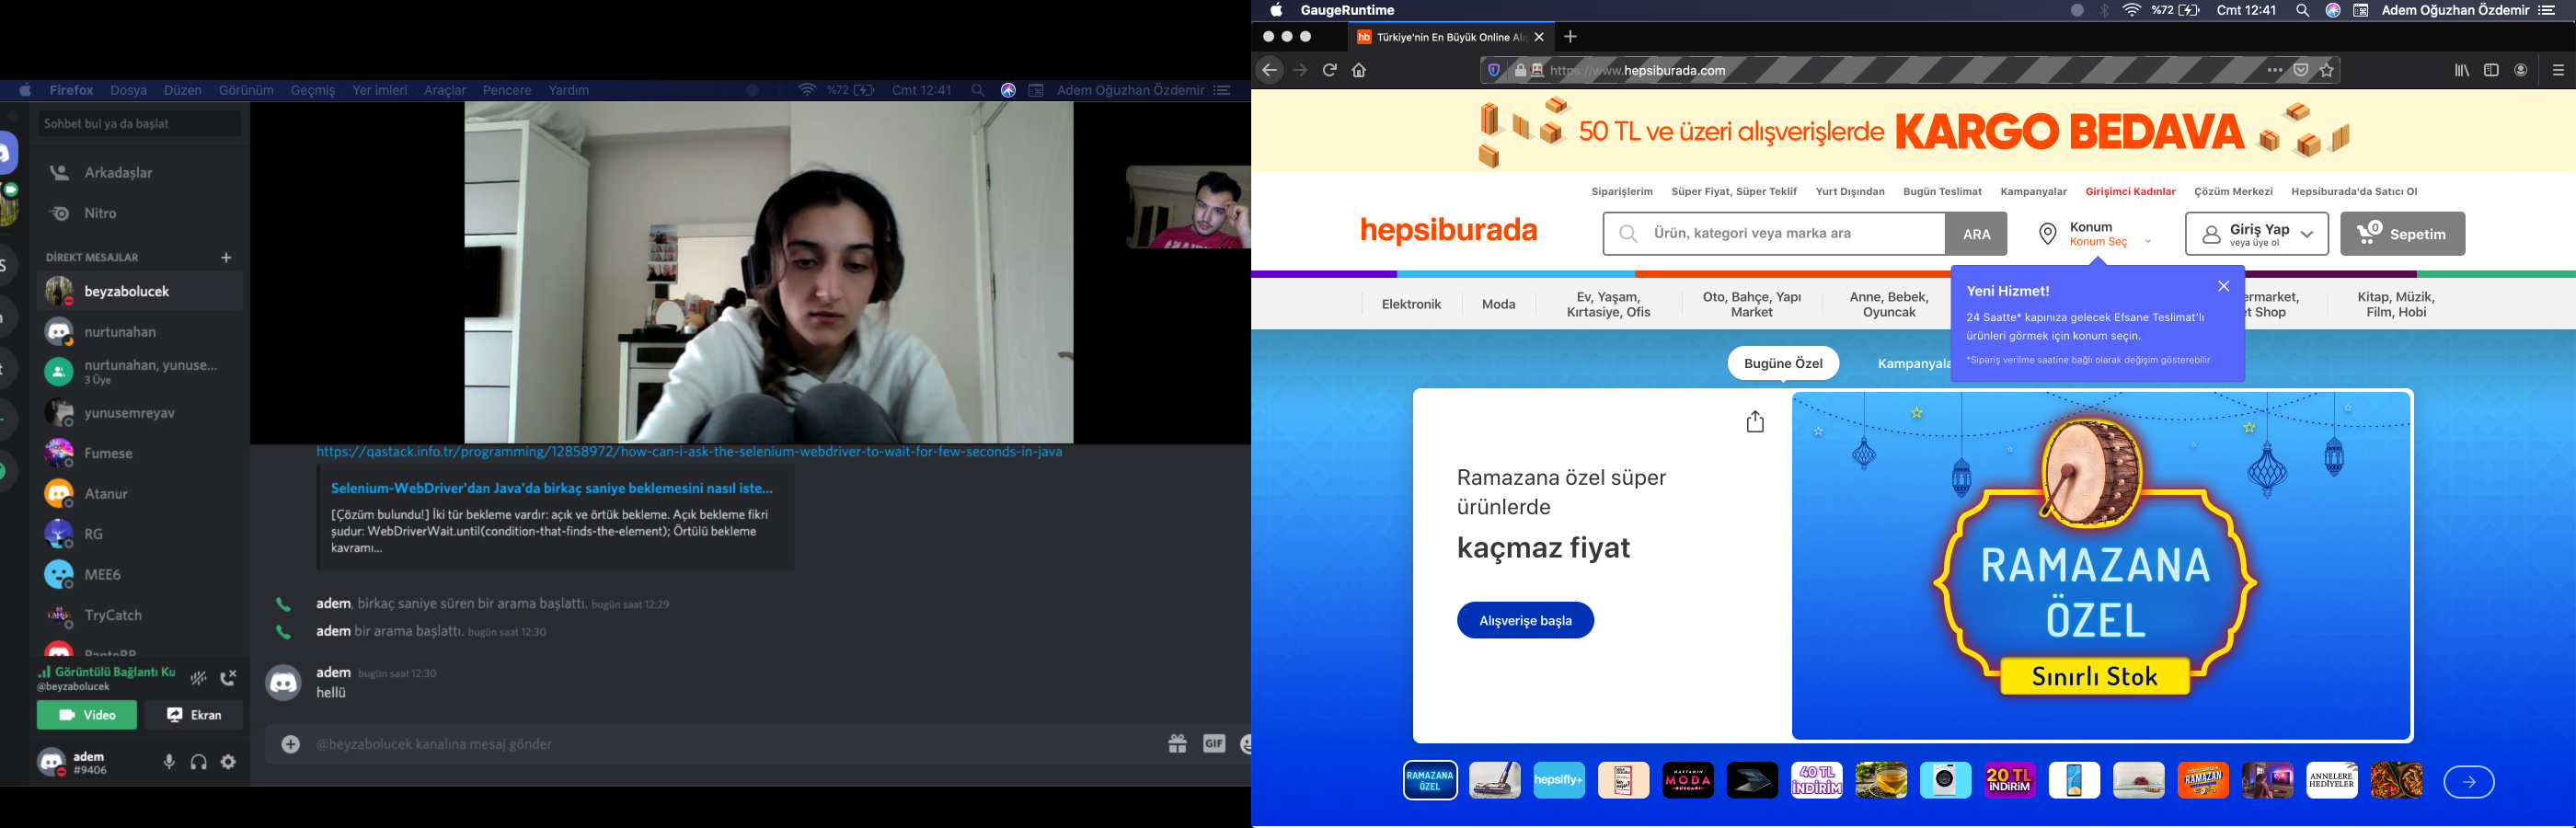 Firefox Dosya Düzen Görünüm Geçmiş Yer imleri Araçlar Pencere Yardım
%72 Cmt 12:41 Adem Oğuzhan Özdemir
Sohbet bul ya da başlat
Arkadaşlar
Nitro
DİREKT MESAJLAR +
beyzabolucek
nurtunahan
nurtunahan, yunuse...
3 Üye
yunusemreyav
Fumese
Atanur
RG
MEE6
TryCatch
Görüntülü Bağlantı Ku
@beyzabolucek
Video Ekran
adem
#9406
https://qastack.info.tr/programming/12858972/how-can-i-ask-the-selenium-webdriver-to-wait-for-few-seconds-in-java
Selenium-WebDriver'dan Java'da birkaç saniye beklemesini nasıl iste...
[Çözüm bulundu!] İki tür bekleme vardır: açık ve örtük bekleme. Açık bekleme fikri
şudur: WebDriverWait.until(condition-that-finds-the-element); Örtülü bekleme
kavramı...
adem, birkaç saniye süren bir arama başlattı. bugün saat 12:29
adem bir arama başlattı. bugün saat 12:30
adem bugün saat 12:30
hellü
@beyzabolucek kanalına mesaj gönder
GIF
GaugeRuntime
%72 Cmt 12:41 Adem Oğuzhan Özdemir
hb Türkiye'nin En Büyük Online Alı
https://www.hepsiburada.com
50 TL ve üzeri alışverişlerde KARGO BEDAVA
Siparişlerim Süper Fiyat, Süper Teklif Yurt Dışından Bugün Teslimat Kampanyalar Girişimci Kadınlar Çözüm Merkezi Hepsiburada'da Satıcı Ol
hepsiburada
Ürün, kategori veya marka ara
ARA
Konum
Konum Seç
Giriş Yap
veya üye ol
0 Sepetim
Yeni Hizmet!
24 Saatte* kapınıza gelecek Efsane Teslimat'lı
ürünleri görmek için konum seçin.
*Sipariş verilme saatine bağlı olarak değişim gösterebilir
Elektronik
Moda
Ev, Yaşam,
Kırtasiye, Ofis
Oto, Bahçe, Yapı
Market
Anne, Bebek,
Oyuncak
ermarket,
et Shop
Kitap, Müzik,
Film, Hobi
Bugüne Özel
Kampanyala
Ramazana özel süper
ürünlerde
kaçmaz fiyat
Alışverişe başla
RAMAZANA
ÖZEL
Sınırlı Stok
RAMAZANA
ÖZEL
hepsifly
MODA
40 TL
İNDİRİM
20 TL
İNDİRİM
RAMAZAN
ANNELERE
HEDİYELER